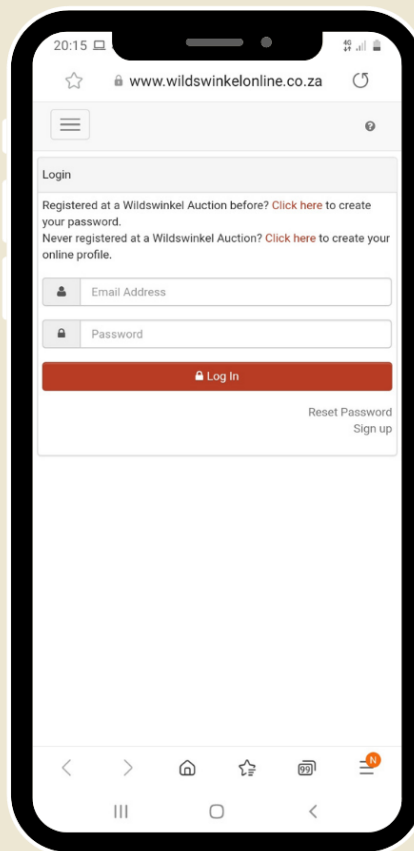 20:15
4G
www.wildswinkelonline.co.za
Login
Registered at a Wildswinkel Auction before? Click here to create
your password.
Never registered at a Wildswinkel Auction? Click here to create your
online profile.
Email Address
Password
Log In
Reset Password
Sign up
99
N